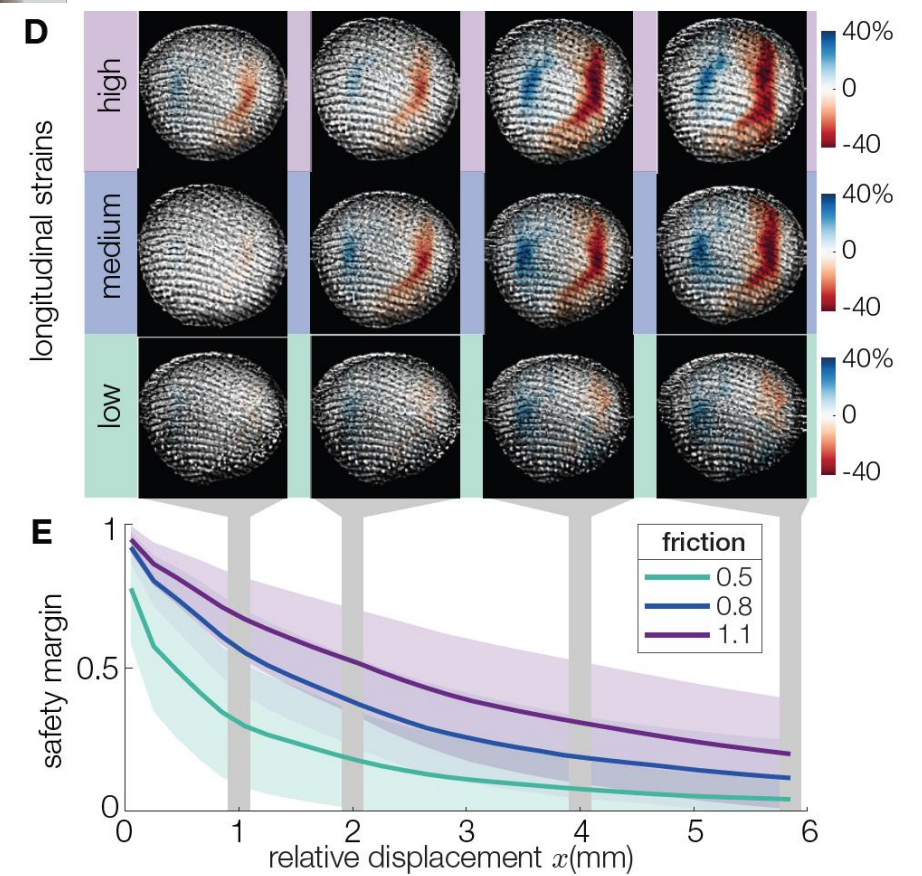 D
longitudinal strains
high
40%
0
-40
medium
40%
0
-40
low
40%
0
-40
E
safety margin
1
0.5
0
friction
0.5
0.8
1.1
0 1 2 3 4 5 6
relative displacement x(mm)